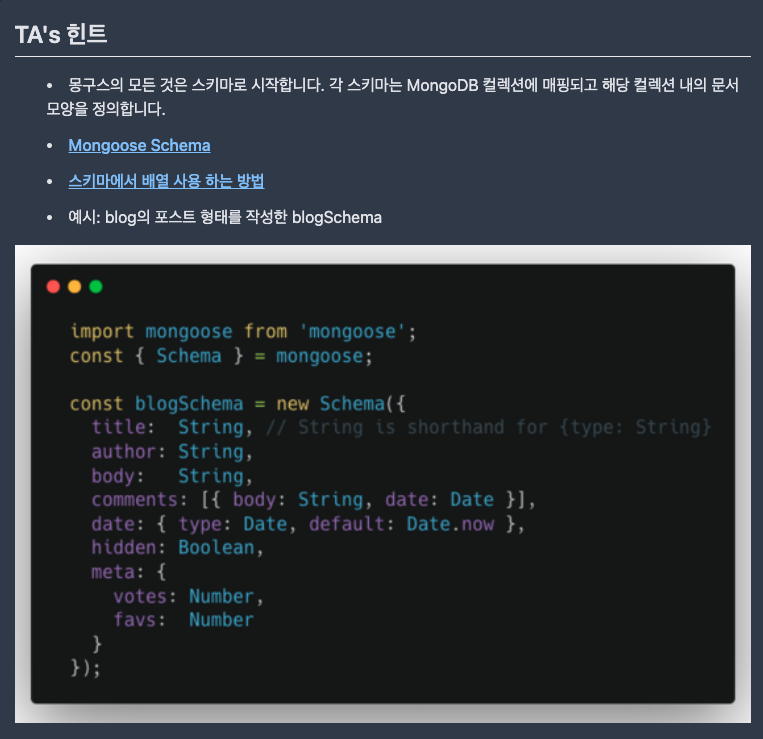 TA's 힌트
• 몽구스의 모든 것은 스키마로 시작합니다. 각 스키마는 MongoDB 컬렉션에 매핑되고 해당 컬렉션 내의 문서
모양을 정의합니다.
• Mongoose Schema
• 스키마에서 배열 사용 하는 방법
• 예시: blog의 포스트 형태를 작성한 blogSchema
import mongoose from 'mongoose';
const { Schema } = mongoose;
const blogSchema = new Schema({
  title:  String, // String is shorthand for {type: String}
  author: String,
  body:   String,
  comments: [{ body: String, date: Date }],
  date: { type: Date, default: Date.now },
  hidden: Boolean,
  meta: {
    votes: Number,
    favs:  Number
  }
});